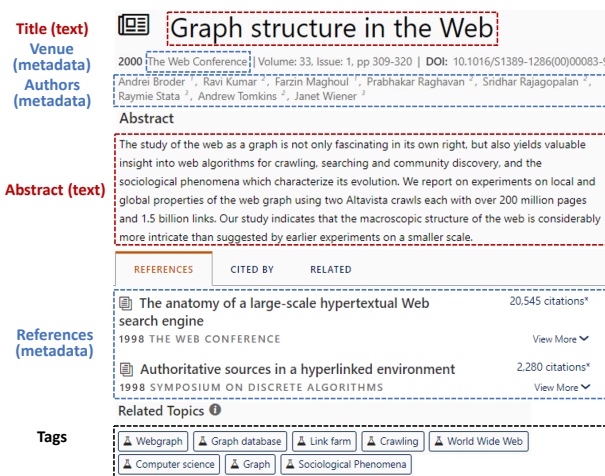 Title (text)
Graph structure in the Web
Venue
(metadata)
2000 The Web Conference | Volume: 33, Issue: 1, pp 309-320 | DOI: 10.1016/S1389-1286(00)00083-9
Authors
(metadata)
Andrei Broder 1, Ravi Kumar 2, Farzin Maghoul 1, Prabhakar Raghavan 2, Sridhar Rajagopalan 2,
Raymie Stata 3, Andrew Tomkins 2, Janet Wiener 3
Abstract
Abstract (text)
The study of the web as a graph is not only fascinating in its own right, but also yields valuable
insight into web algorithms for crawling, searching and community discovery, and the
sociological phenomena which characterize its evolution. We report on experiments on local and
global properties of the web graph using two Altavista crawls each with over 200 million pages
and 1.5 billion links. Our study indicates that the macroscopic structure of the web is considerably
more intricate than suggested by earlier experiments on a smaller scale.
REFERENCES CITED BY RELATED
References
(metadata)
The anatomy of a large-scale hypertextual Web 20,545 citations*
search engine
1998 THE WEB CONFERENCE View More
Authoritative sources in a hyperlinked environment 2,280 citations*
1998 SYMPOSIUM ON DISCRETE ALGORITHMS View More
Related Topics
Tags
Webgraph Graph database Link farm Crawling World Wide Web
Computer science Graph Sociological Phenomena